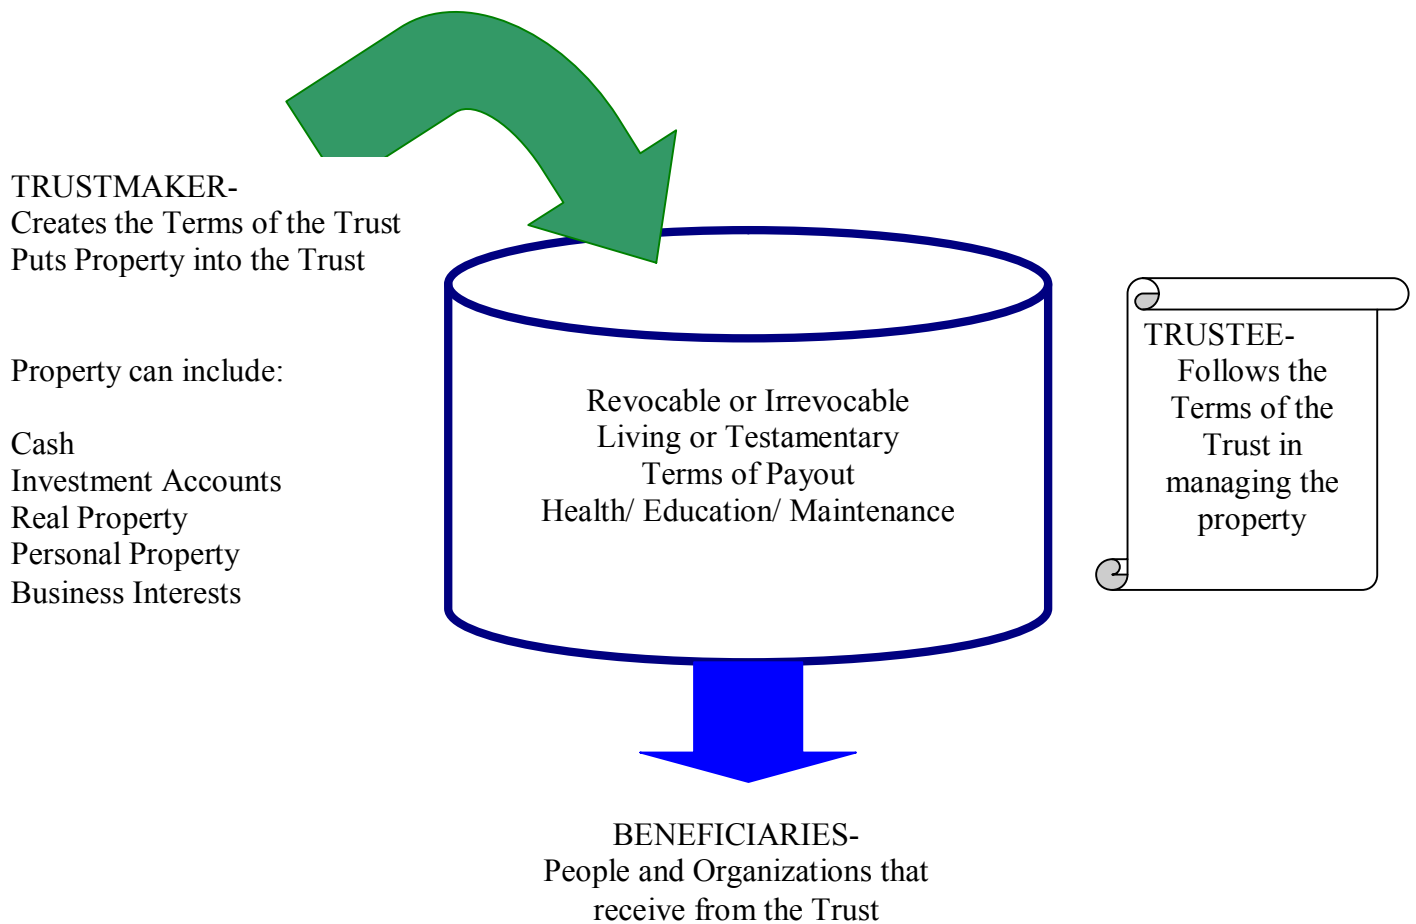 TRUSTMAKER-
Creates the Terms of the Trust
Puts Property into the Trust
Property can include:
Cash
Investment Accounts
Real Property
Personal Property
Business Interests
Revocable or Irrevocable
Living or Testamentary
Terms of Payout
Health/ Education/ Maintenance
TRUSTEE-
Follows the
Terms of the
Trust in
managing the
property
BENEFICIARIES-
People and Organizations that
receive from the Trust